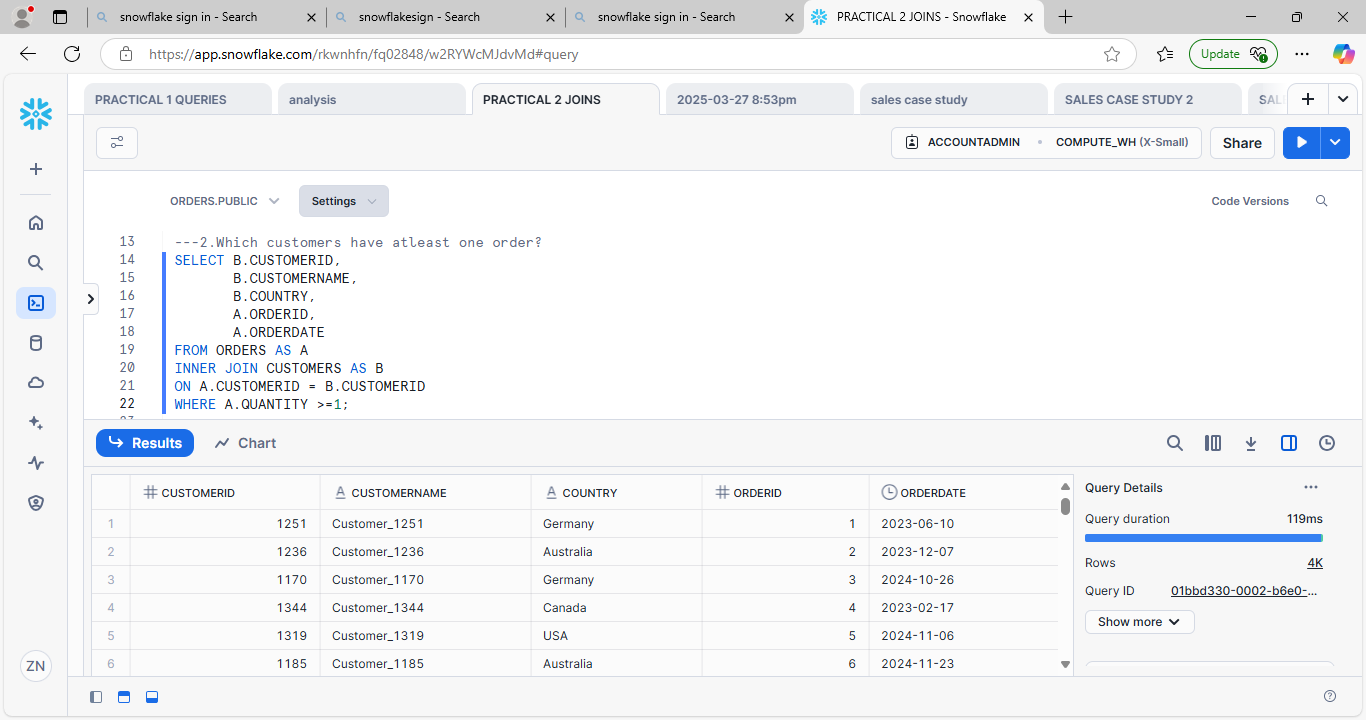 snowflake sign in - Search
snowflakesign - Search
snowflake sign in - Search
PRACTICAL 2 JOINS - Snowflake
https://app.snowflake.com/rkwnhfn/fq02848/w2RYWcMJdvMd#query
Update
PRACTICAL 1 QUERIES
analysis
PRACTICAL 2 JOINS
2025-03-27 8:53pm
sales case study
SALES CASE STUDY 2
ACCOUNTADMIN
COMPUTE_WH (X-Small)
Share
ORDERS.PUBLIC
Settings
Code Versions
13 ---2.Which customers have atleast one order?
14 SELECT B.CUSTOMERID,
15 B.CUSTOMERNAME,
16 B.COUNTRY,
17 A.ORDERID,
18 A.ORDERDATE
19 FROM ORDERS AS A
20 INNER JOIN CUSTOMERS AS B
21 ON A.CUSTOMERID = B.CUSTOMERID
22 WHERE A.QUANTITY >=1;
Results
Chart
CUSTOMERID CUSTOMERNAME COUNTRY ORDERID ORDERDATE
1 1251 Customer_1251 Germany 1 2023-06-10
2 1236 Customer_1236 Australia 2 2023-12-07
3 1170 Customer_1170 Germany 3 2024-10-26
4 1344 Customer_1344 Canada 4 2023-02-17
5 1319 Customer_1319 USA 5 2024-11-06
6 1185 Customer_1185 Australia 6 2024-11-23
Query Details
Query duration 119ms
Rows 4K
Query ID 01bbd330-0002-b6e0-...
Show more
ZN